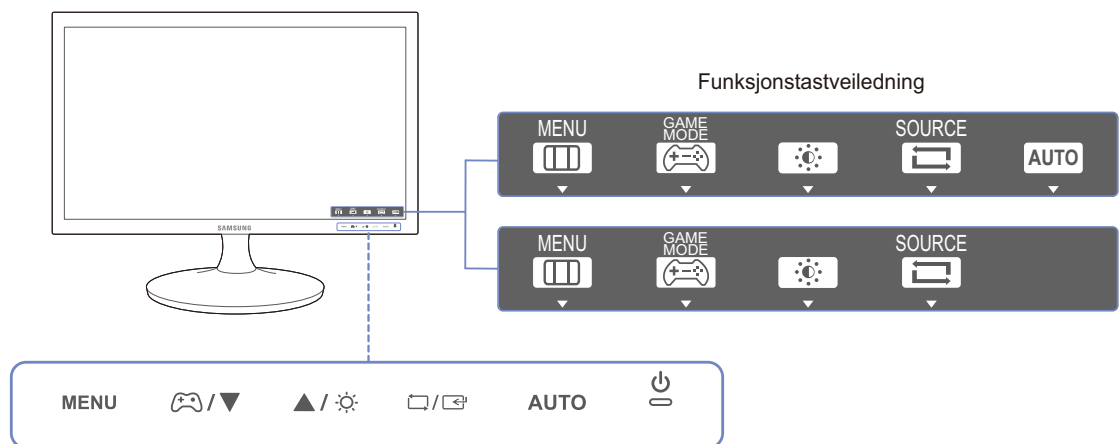 Funksjonstastveiledning
MENU
GAME
MODE
SOURCE
AUTO
SAMSUNG
MENU
GAME
MODE
SOURCE
MENU
AUTO